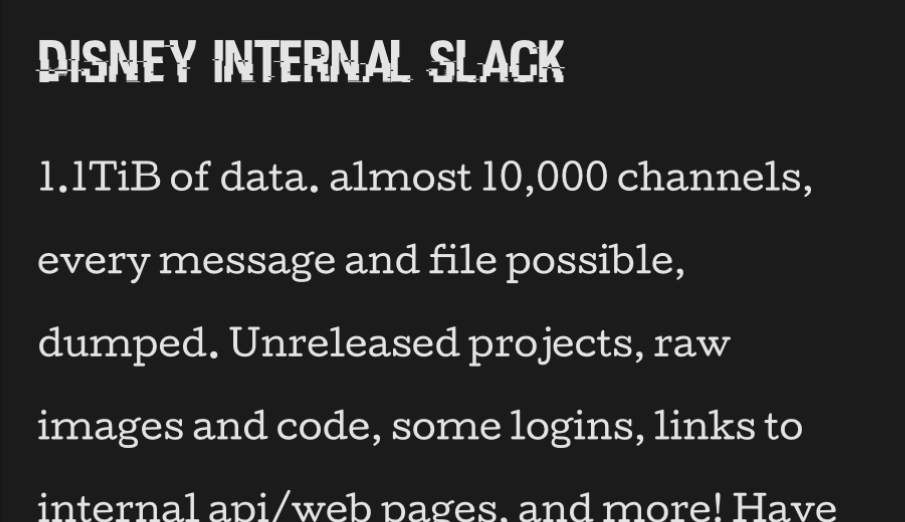 DISNEY INTERNAL SLACK
1.1TiB of data. almost 10,000 channels,
every message and file possible,
dumped. Unreleased projects, raw
images and code, some logins, links to
internal api/web pages, and more! Have